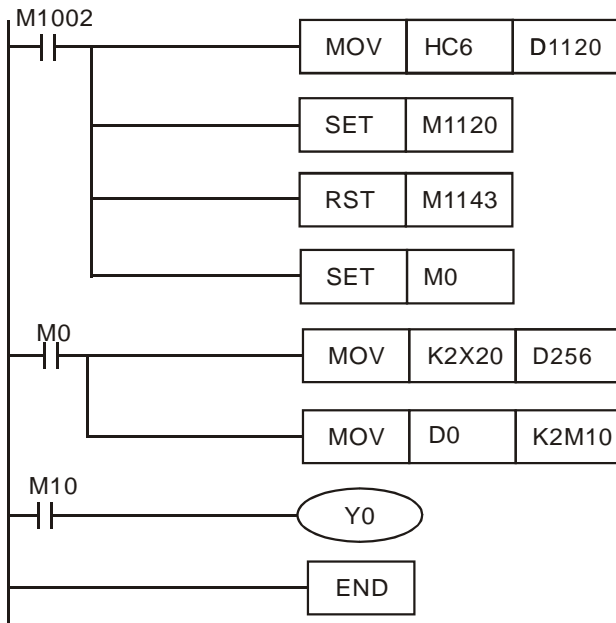 M1002
MOV HC6 D1120
SET M1120
RST M1143
SET M0
M0
MOV K2X20 D256
MOV D0 K2M10
M10
Y0
END